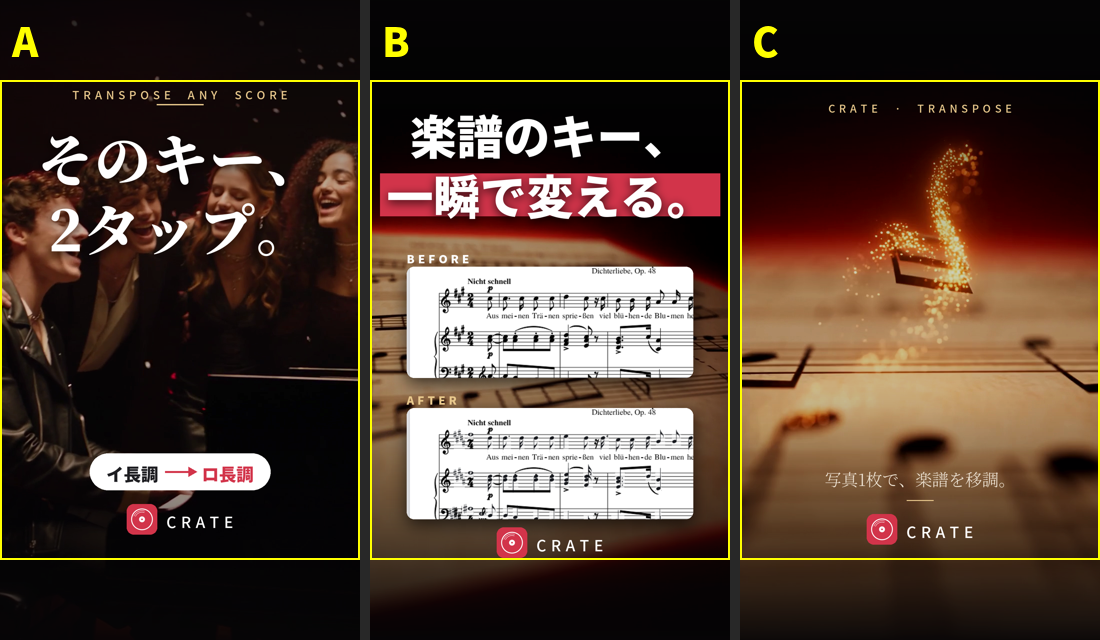 A
TRANSPOSE ANY SCORE
そのキー、
2タップ。
イ長調 → ロ長調
CRATE
B
楽譜のキー、
一瞬で変える。
BEFORE
Dichterliebe, Op. 48
Nicht schnell
p
Aus mei-nen Trä-nen sprie-ßen viel blü-hen-de Blu-men
p
AFTER
Dichterliebe, Op. 48
Nicht schnell
p
Aus mei-nen Trä-nen sprie-ßen viel blü-hen-de Blu-men
p
CRATE
C
CRATE · TRANSPOSE
写真1枚で、楽譜を移調。
CRATE